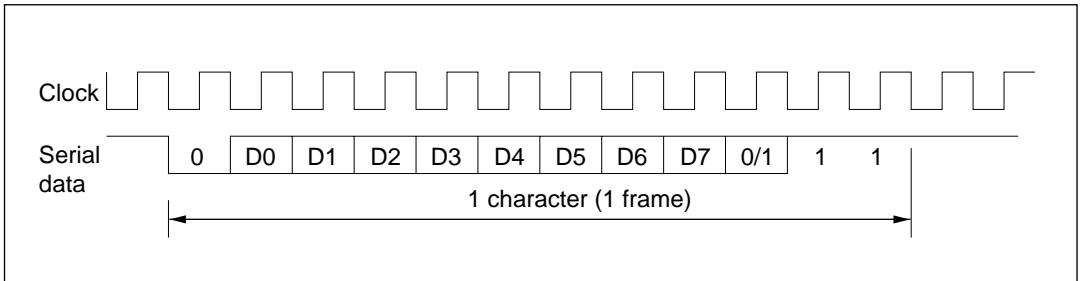 Clock
Serial
data
0 D0 D1 D2 D3 D4 D5 D6 D7 0/1 1 1
1 character (1 frame)